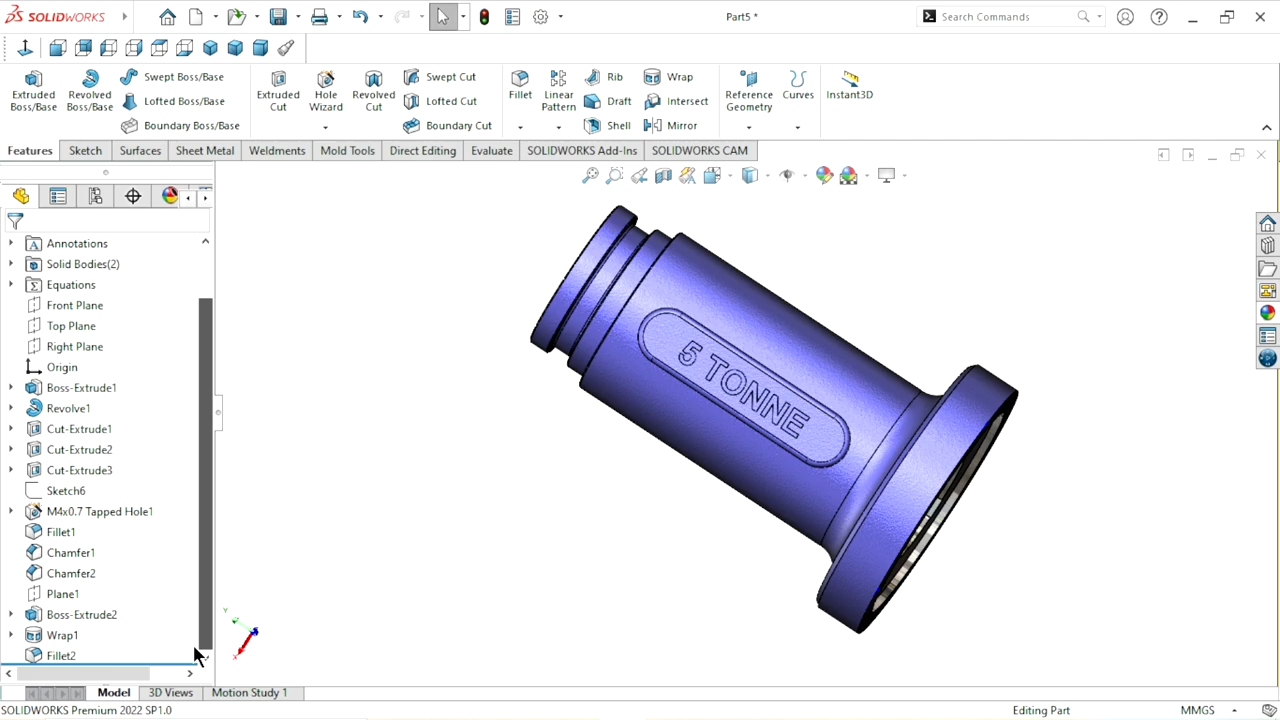 SOLIDWORKS
Part5 *
Search Commands
Extruded Boss/Base
Revolved Boss/Base
Swept Boss/Base
Lofted Boss/Base
Boundary Boss/Base
Extruded Cut
Hole Wizard
Revolved Cut
Swept Cut
Lofted Cut
Boundary Cut
Fillet
Linear Pattern
Rib
Draft
Shell
Wrap
Intersect
Mirror
Reference Geometry
Curves
Instant3D
Features
Sketch
Surfaces
Sheet Metal
Weldments
Mold Tools
Direct Editing
Evaluate
SOLIDWORKS Add-Ins
SOLIDWORKS CAM
Annotations
Solid Bodies(2)
Equations
Front Plane
Top Plane
Right Plane
Origin
Boss-Extrude1
Revolve1
Cut-Extrude1
Cut-Extrude2
Cut-Extrude3
Sketch6
M4x0.7 Tapped Hole1
Fillet1
Chamfer1
Chamfer2
Plane1
Boss-Extrude2
Wrap1
Fillet2
5 TONNE
Y
X
Model
3D Views
Motion Study 1
SOLIDWORKS Premium 2022 SP1.0
Editing Part
MMGS